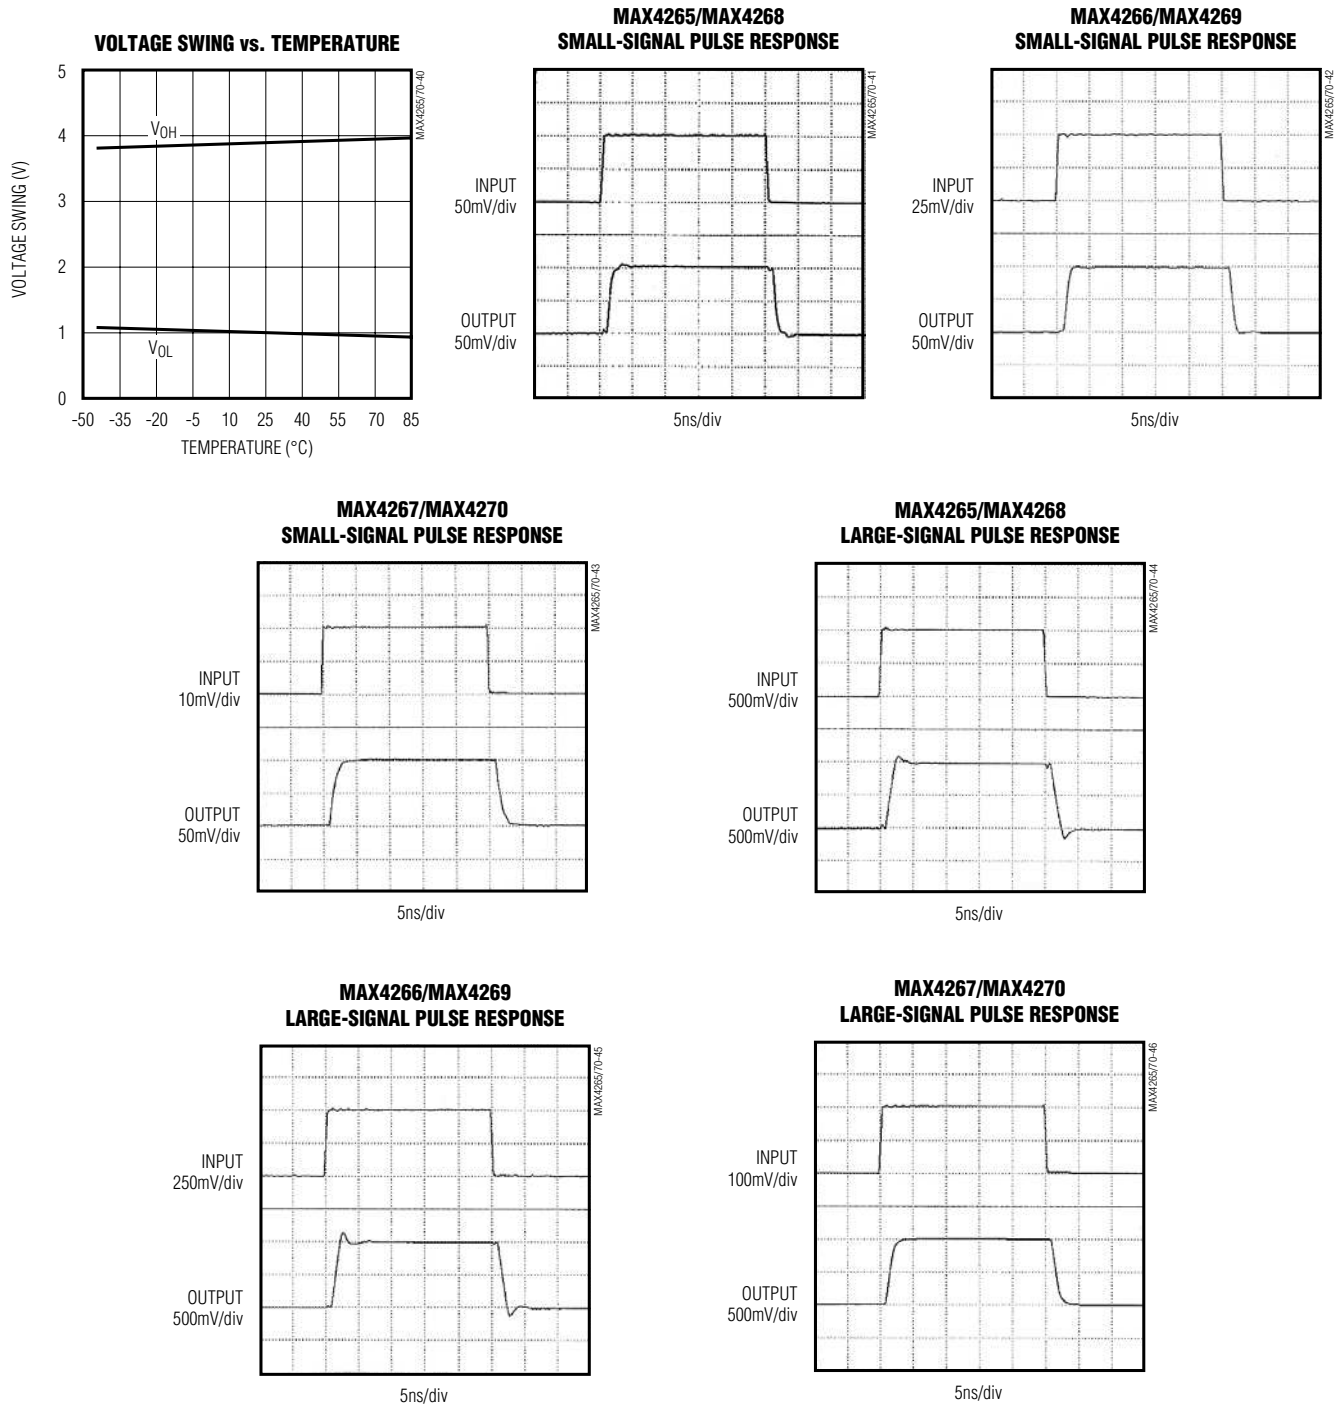 VOLTAGE SWING vs. TEMPERATURE
5
4
3
2
1
0
VOLTAGE SWING (V)
VOH
VOL
-50 -35 -20 -5 10 25 40 55 70 85
TEMPERATURE (°C)
MAX4265/70-40
MAX4265/MAX4268
SMALL-SIGNAL PULSE RESPONSE
INPUT
50mV/div
OUTPUT
50mV/div
5ns/div
MAX4265/70-41
MAX4266/MAX4269
SMALL-SIGNAL PULSE RESPONSE
INPUT
25mV/div
OUTPUT
50mV/div
5ns/div
MAX4265/70-42
MAX4267/MAX4270
SMALL-SIGNAL PULSE RESPONSE
INPUT
10mV/div
OUTPUT
50mV/div
5ns/div
MAX4265/70-43
MAX4265/MAX4268
LARGE-SIGNAL PULSE RESPONSE
INPUT
500mV/div
OUTPUT
500mV/div
5ns/div
MAX4265/70-44
MAX4266/MAX4269
LARGE-SIGNAL PULSE RESPONSE
INPUT
250mV/div
OUTPUT
500mV/div
5ns/div
MAX4265/70-45
MAX4267/MAX4270
LARGE-SIGNAL PULSE RESPONSE
INPUT
100mV/div
OUTPUT
500mV/div
5ns/div
MAX4265/70-46